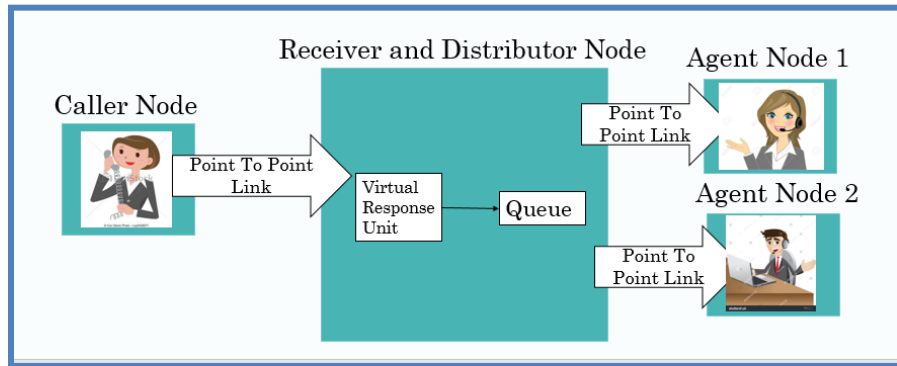 Receiver and Distributor Node
Agent Node 1
Caller Node
Point To Point
Link
Point To
Point Link
Virtual
Response
Unit
Queue
Agent Node 2
Point To
Point Link